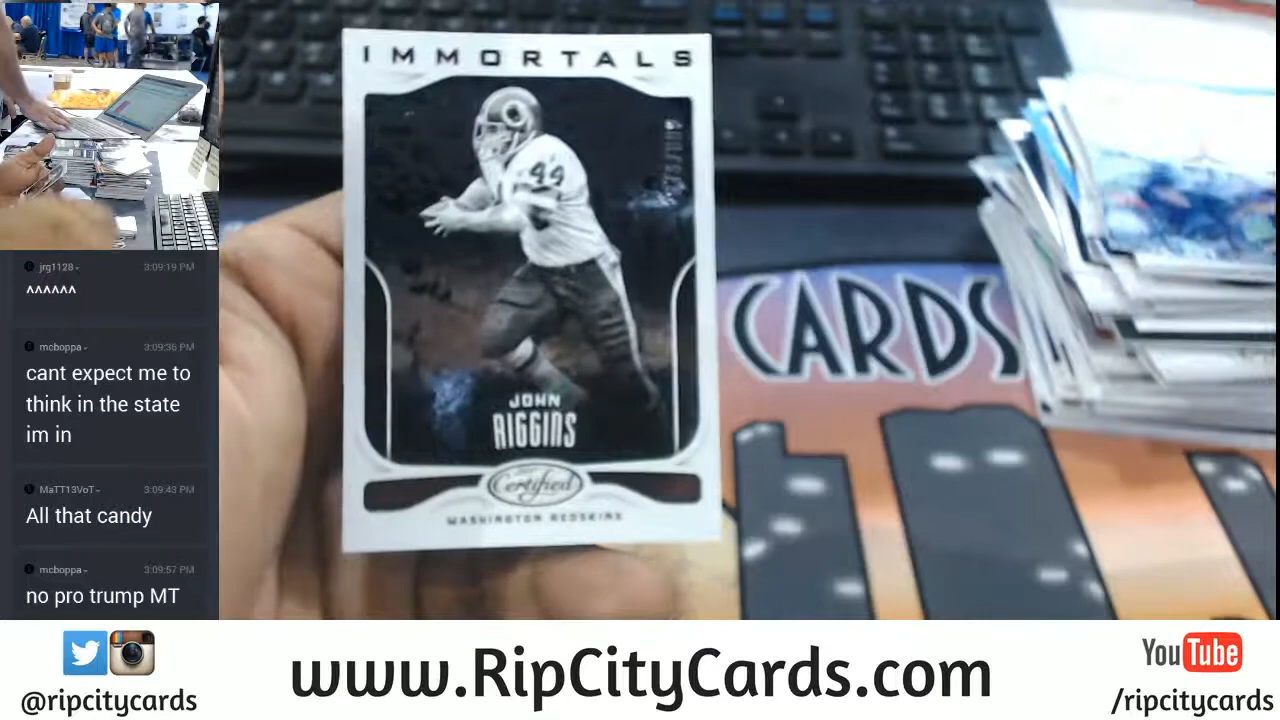 jrg1128
3:09:19 PM
^^^^^^
mcboppa
3:09:36 PM
cant expect me to
think in the state
im in
MaTT13VoT
3:09:43 PM
All that candy
mcboppa
3:09:57 PM
no pro trump MT
IMMORTALS
44
JOHN
RIGGINS
Certified
WASHINGTON REDSKINS
CARDS
@ripcitycards
www.RipCityCards.com
YouTube
/ripcitycards